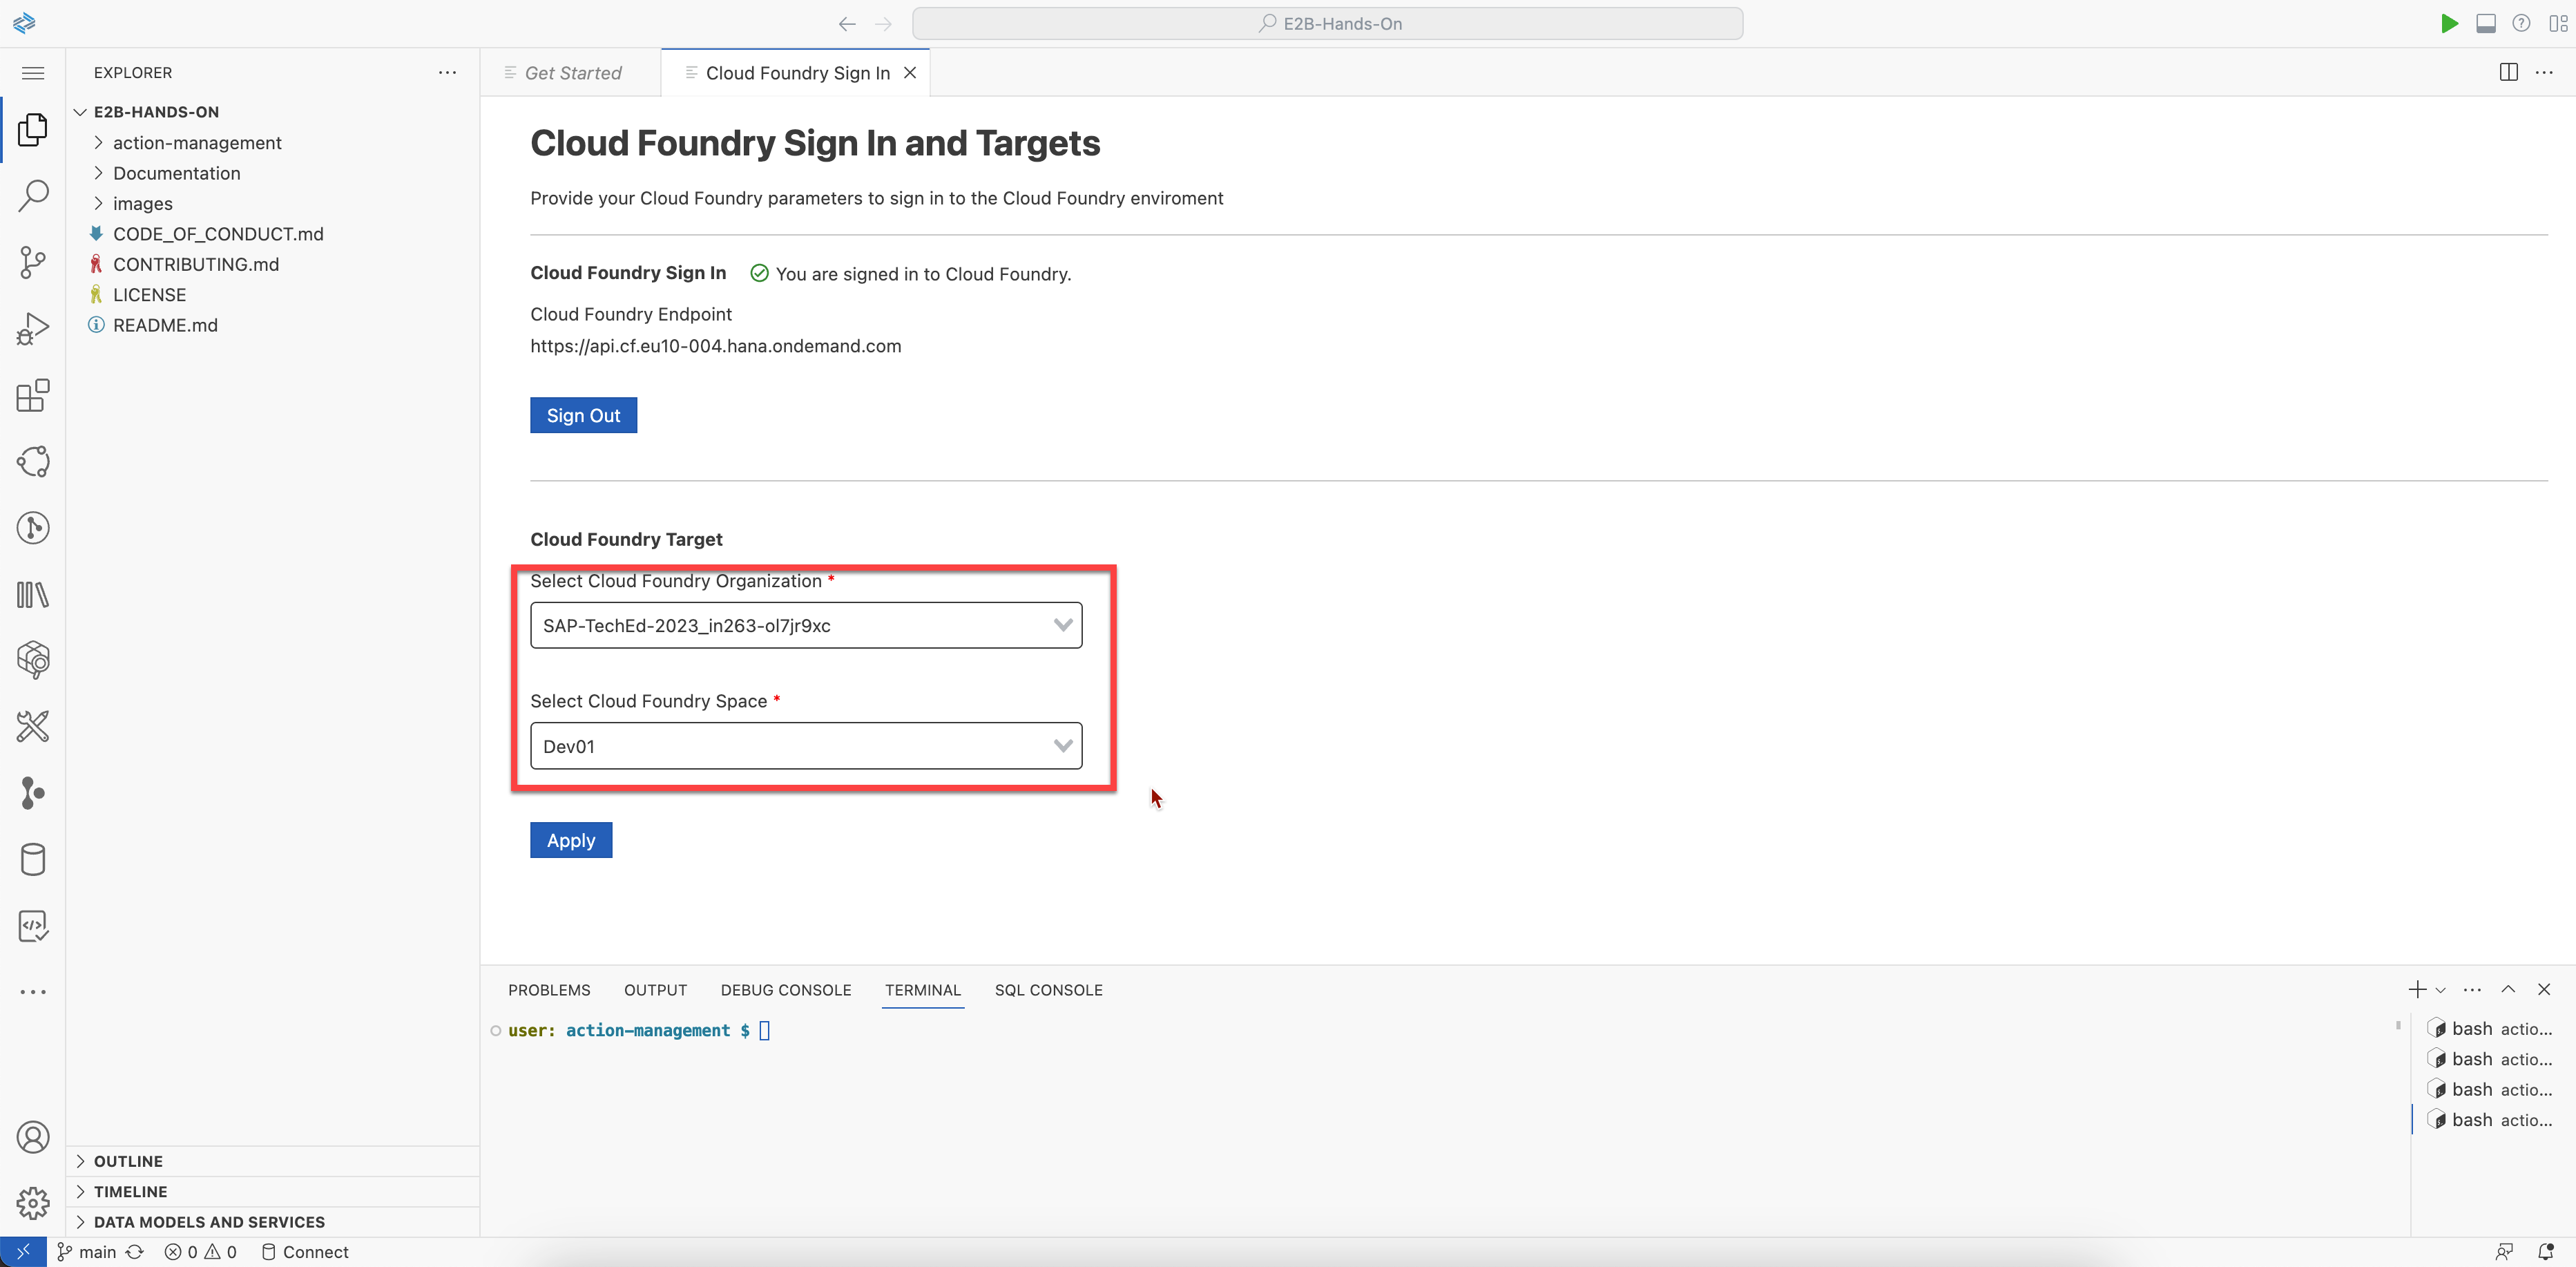 E2B-Hands-On
EXPLORER
Get Started
Cloud Foundry Sign In
E2B-HANDS-ON
action-management
Documentation
images
CODE_OF_CONDUCT.md
CONTRIBUTING.md
LICENSE
README.md
Cloud Foundry Sign In and Targets
Provide your Cloud Foundry parameters to sign in to the Cloud Foundry enviroment
Cloud Foundry Sign In You are signed in to Cloud Foundry.
Cloud Foundry Endpoint
https://api.cf.eu10-004.hana.ondemand.com
Sign Out
Cloud Foundry Target
Select Cloud Foundry Organization *
SAP-TechEd-2023_in263-ol7jr9xc
Select Cloud Foundry Space *
Dev01
Apply
PROBLEMS OUTPUT DEBUG CONSOLE TERMINAL SQL CONSOLE
user: action-management $
bash actio...
bash actio...
bash actio...
bash actio...
OUTLINE
TIMELINE
DATA MODELS AND SERVICES
main 0 0 Connect